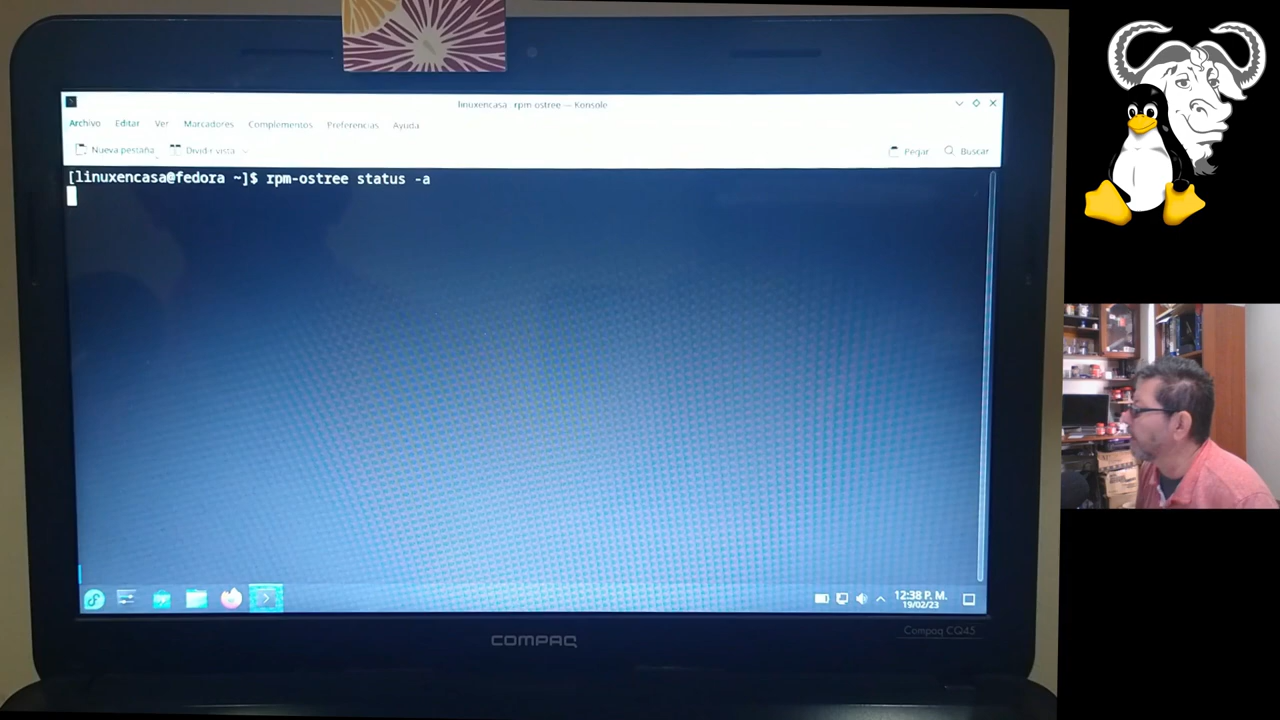 linuxencasa : rpm-ostree — Konsole
Archivo Editar Ver Marcadores Complementos Preferencias Ayuda
Nueva pestaña Dividir vista Pegar Buscar
[linuxencasa@fedora ~]$ rpm-ostree status -a
12:38 P. M.
19/02/23
COMPAQ
Compaq CQ45